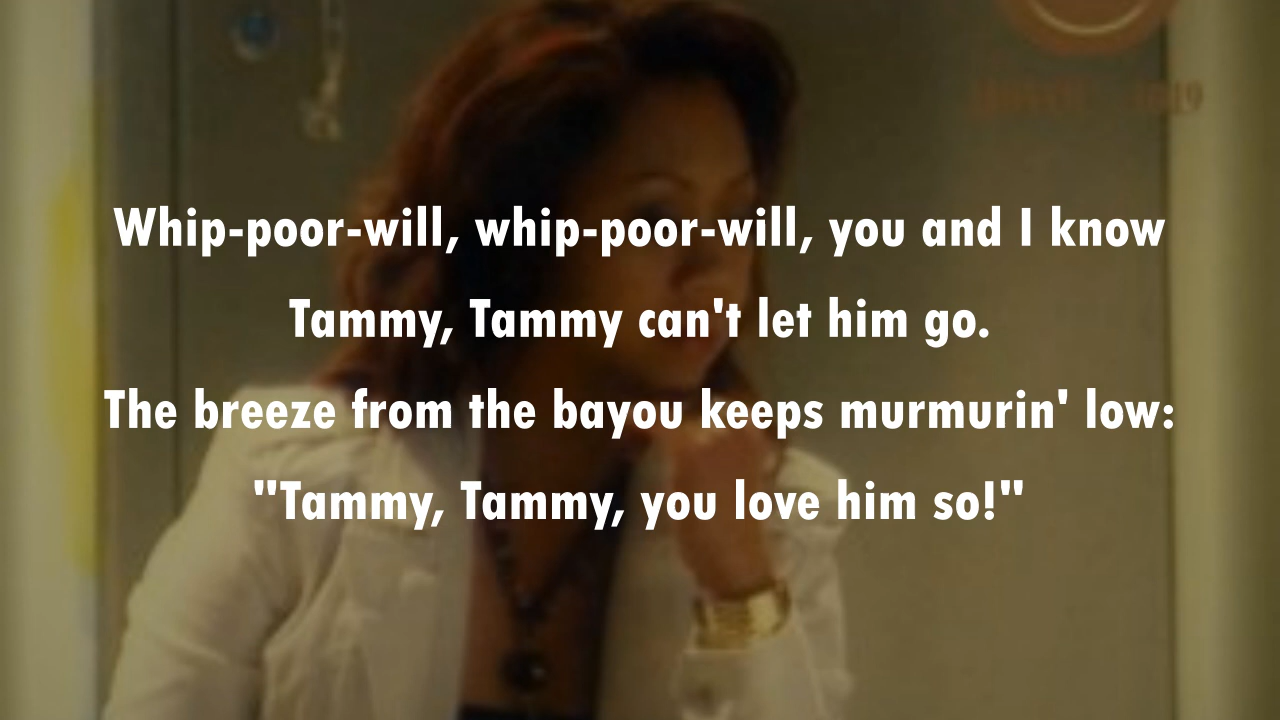 Whip-poor-will, whip-poor-will, you and I know
Tammy, Tammy can't let him go.
The breeze from the bayou keeps murmurin' low:
"Tammy, Tammy, you love him so!"